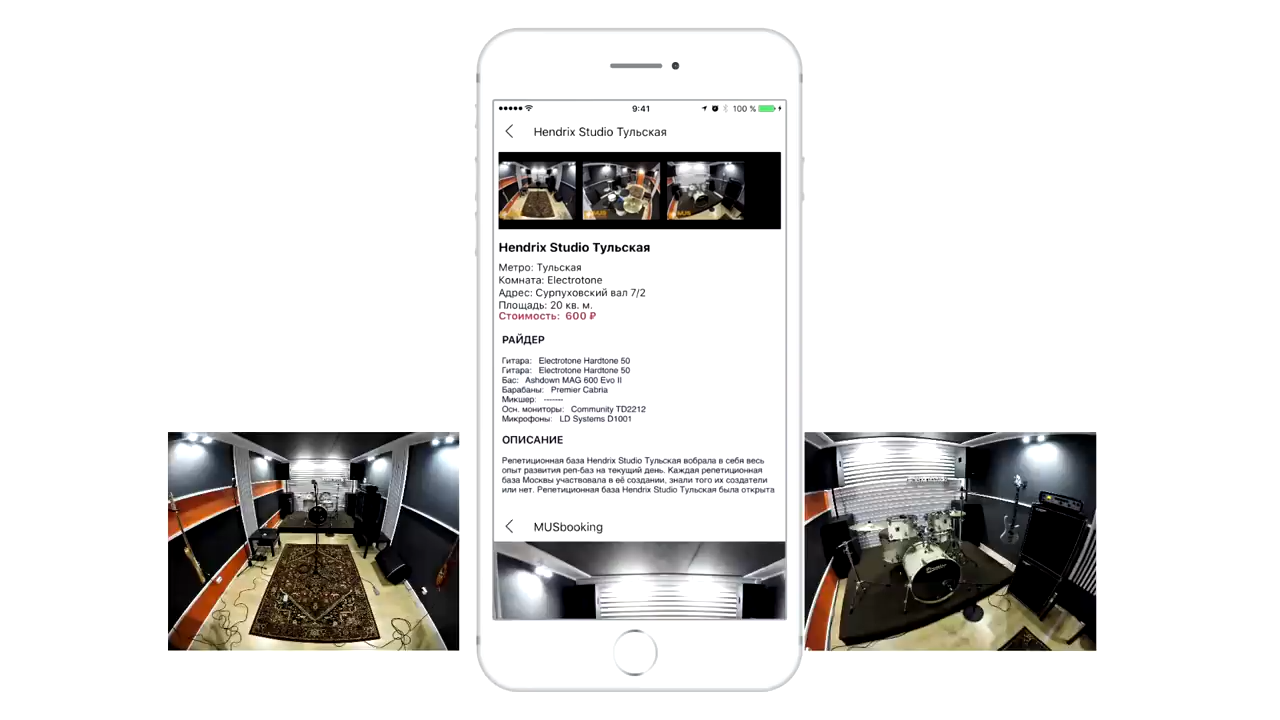 9:41
100 %
Hendrix Studio Тульская
Hendrix Studio Тульская
Метро: Тульская
Комната: Electrotone
Адрес: Сурпуховский вал 7/2
Площадь: 20 кв. м.
Стоимость: 600 ₽
РАЙДЕР
Гитара: Electrotone Hardtone 50
Гитара: Electrotone Hardtone 50
Бас: Ashdown MAG 600 Evo II
Барабаны: Premier Cabria
Микшер: -------
Осн. мониторы: Community TD2212
Микрофоны: LD Systems D1001
ОПИСАНИЕ
Репетиционная база Hendrix Studio Тульская вобрала в себя весь
опыт развития реп-баз на текущий день. Каждая репетиционная
база Москвы участвовала в её создании, знали того их создатели
или нет. Репетиционная база Hendrix Studio Тульская была открыта
MUSbooking